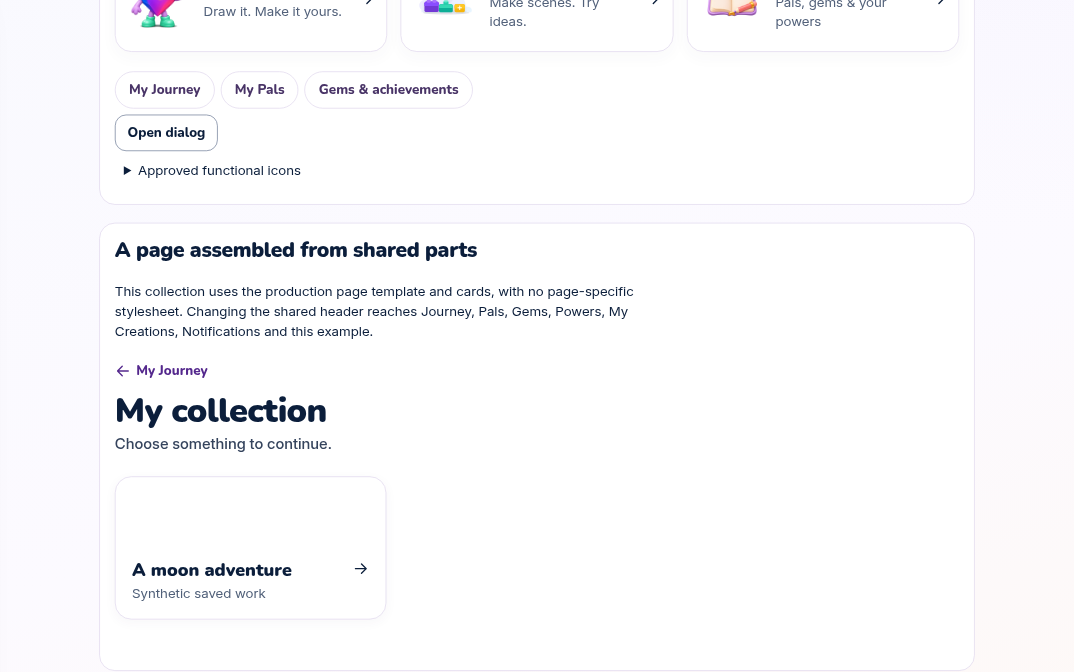 Draw it. Make it yours.
Make scenes. Try
ideas.
Pals, gems & your
powers
My Journey
My Pals
Gems & achievements
Open dialog
Approved functional icons
A page assembled from shared parts
This collection uses the production page template and cards, with no page-specific
stylesheet. Changing the shared header reaches Journey, Pals, Gems, Powers, My
Creations, Notifications and this example.
My Journey
My collection
Choose something to continue.
A moon adventure
Synthetic saved work